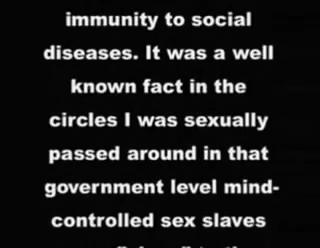 immunity to social
diseases. It was a well
known fact in the
circles I was sexually
passed around in that
government level mind-
controlled sex slaves